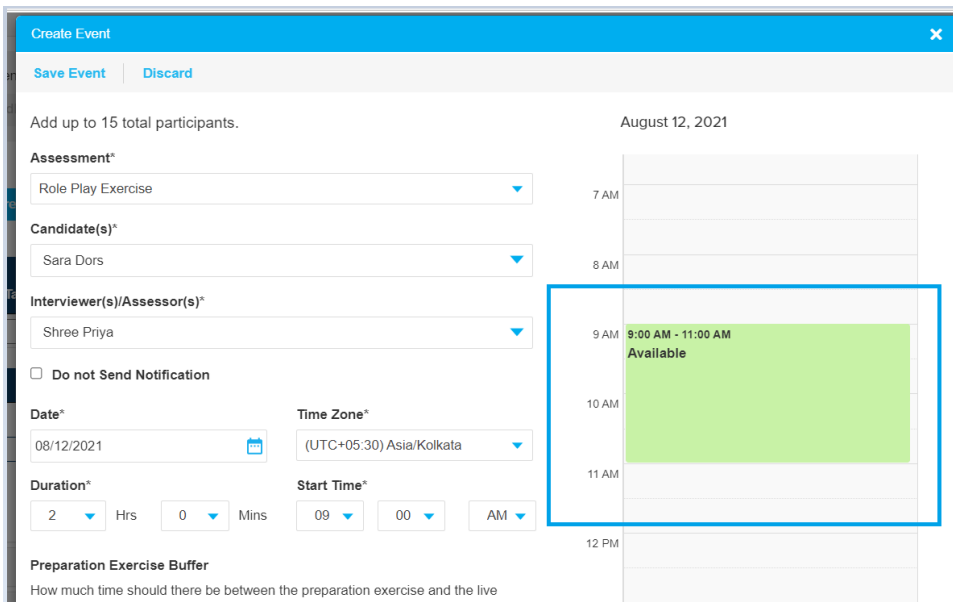 Create Event
Save Event
Discard
Add up to 15 total participants.
Assessment*
Role Play Exercise
Candidate(s)*
Sara Dors
Interviewer(s)/Assessor(s)*
Shree Priya
Do not Send Notification
Date*
Time Zone*
08/12/2021
(UTC+05:30) Asia/Kolkata
Duration*
Start Time*
2 Hrs 0 Mins
09 00 AM
Preparation Exercise Buffer
How much time should there be between the preparation exercise and the live
August 12, 2021
7 AM
8 AM
9 AM
9:00 AM - 11:00 AM
Available
10 AM
11 AM
12 PM